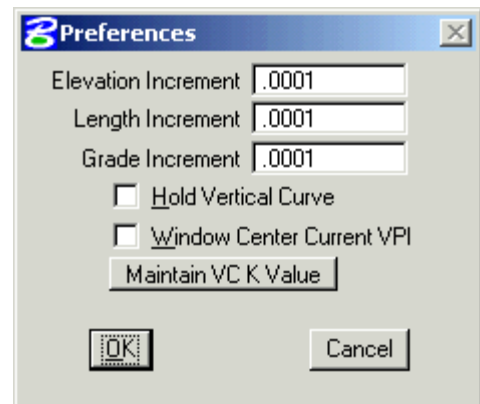 Preferences
Elevation Increment .0001
Length Increment .0001
Grade Increment .0001
Hold Vertical Curve
Window Center Current VPI
Maintain VC K Value
OK Cancel